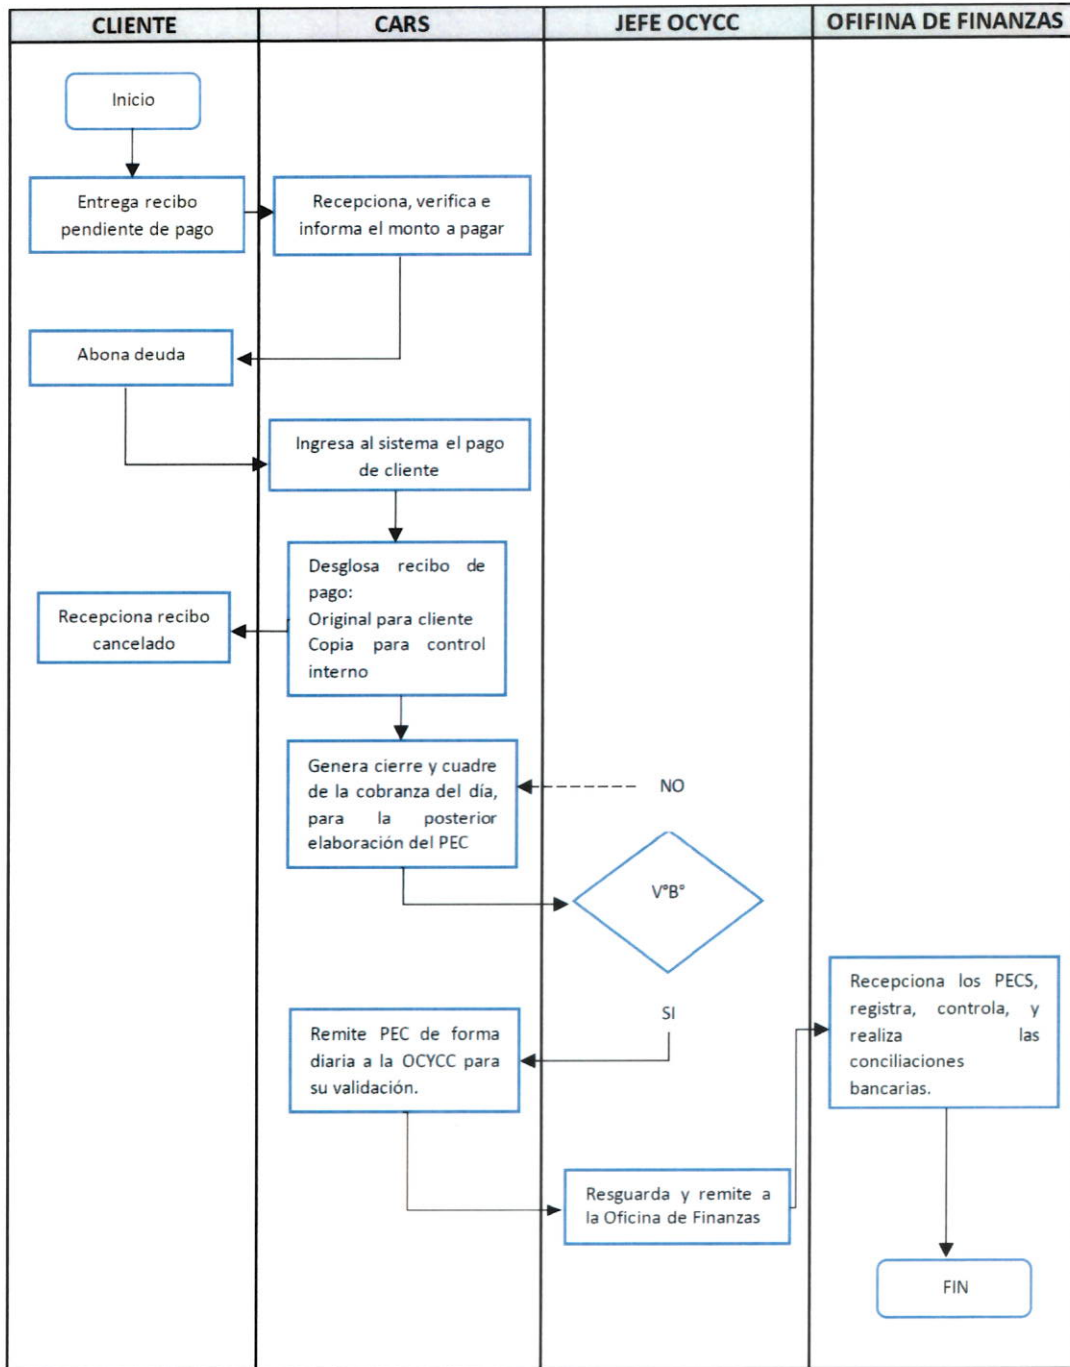 CLIENTE
CARS
JEFE OCYCC
OFIFINA DE FINANZAS
Inicio
Entrega recibo
pendiente de pago
Recepciona, verifica e
informa el monto a pagar
Abona deuda
Ingresa al sistema el pago
de cliente
Desglosa recibo de
pago:
Original para cliente
Copia para control
interno
Recepciona recibo
cancelado
Genera cierre y cuadre
de la cobranza del día,
para la posterior
elaboración del PEC
NO
V°B°
SI
Remite PEC de forma
diaria a la OCYCC para
su validación.
Recepciona los PECS,
registra, controla, y
realiza las
conciliaciones
bancarias.
Resguarda y remite a
la Oficina de Finanzas
FIN